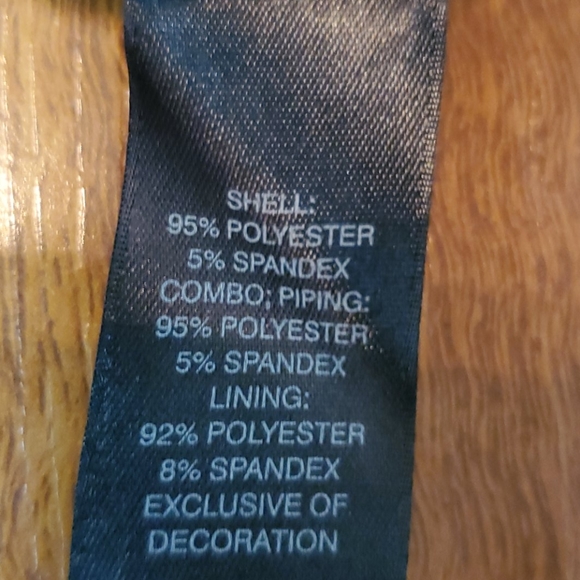 SHELL:
95% POLYESTER
5% SPANDEX
COMBO; PIPING:
95% POLYESTER
5% SPANDEX
LINING:
92% POLYESTER
8% SPANDEX
EXCLUSIVE OF
DECORATION